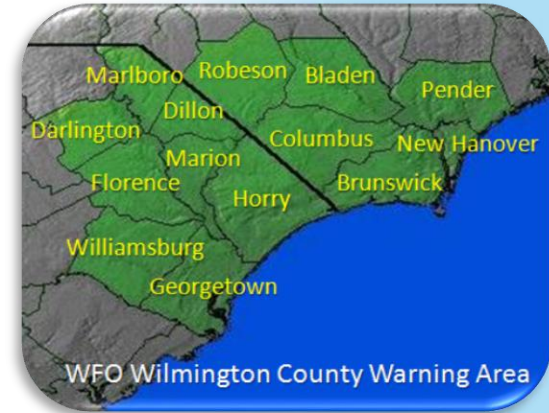 Marlboro
Robeson
Bladen
Pender
Dillon
Darlington
Columbus
New Hanover
Marion
Florence
Brunswick
Horry
Williamsburg
Georgetown
WFO Wilmington County Warning Area